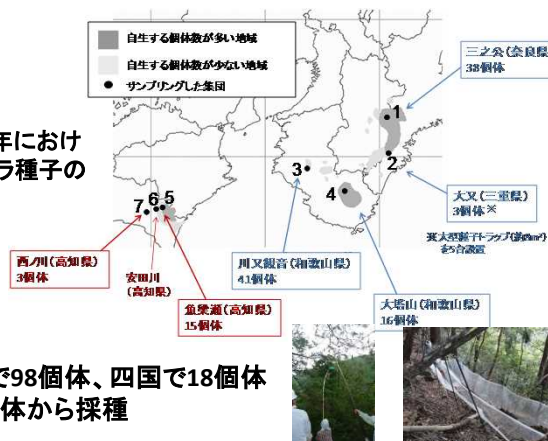 自生する個体数が多い地域
自生する個体数が少ない地域
サンプリングした集団
三之公(奈良県)
38個体
年におけ
ラ種子の
1
2
3
4
7 6 5
大又(三重県)
3個体※
西ノ川(高知県)
3個体
安田川
(高知県)
魚梁瀬(高知県)
15個体
川又観音(和歌山県)
41個体
大塔山(和歌山県)
16個体
を5台設置
で98個体、四国で18個体
体から採種